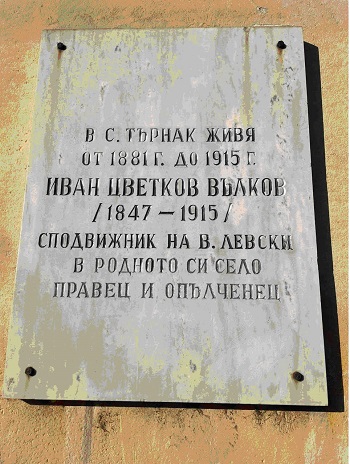 В С. ТЪРНАК ЖИВЯ
ОТ 1881 Г. ДО 1915 Г.
ИВАН ЦВЕТКОВ ВЪЛКОВ
/1847 – 1915/
СПОДВИЖНИК НА В. ЛЕВСКИ
В РОДНОТО СИ СЕЛО
ПРАВЕЦ И ОПЪЛЧЕНЕЦ